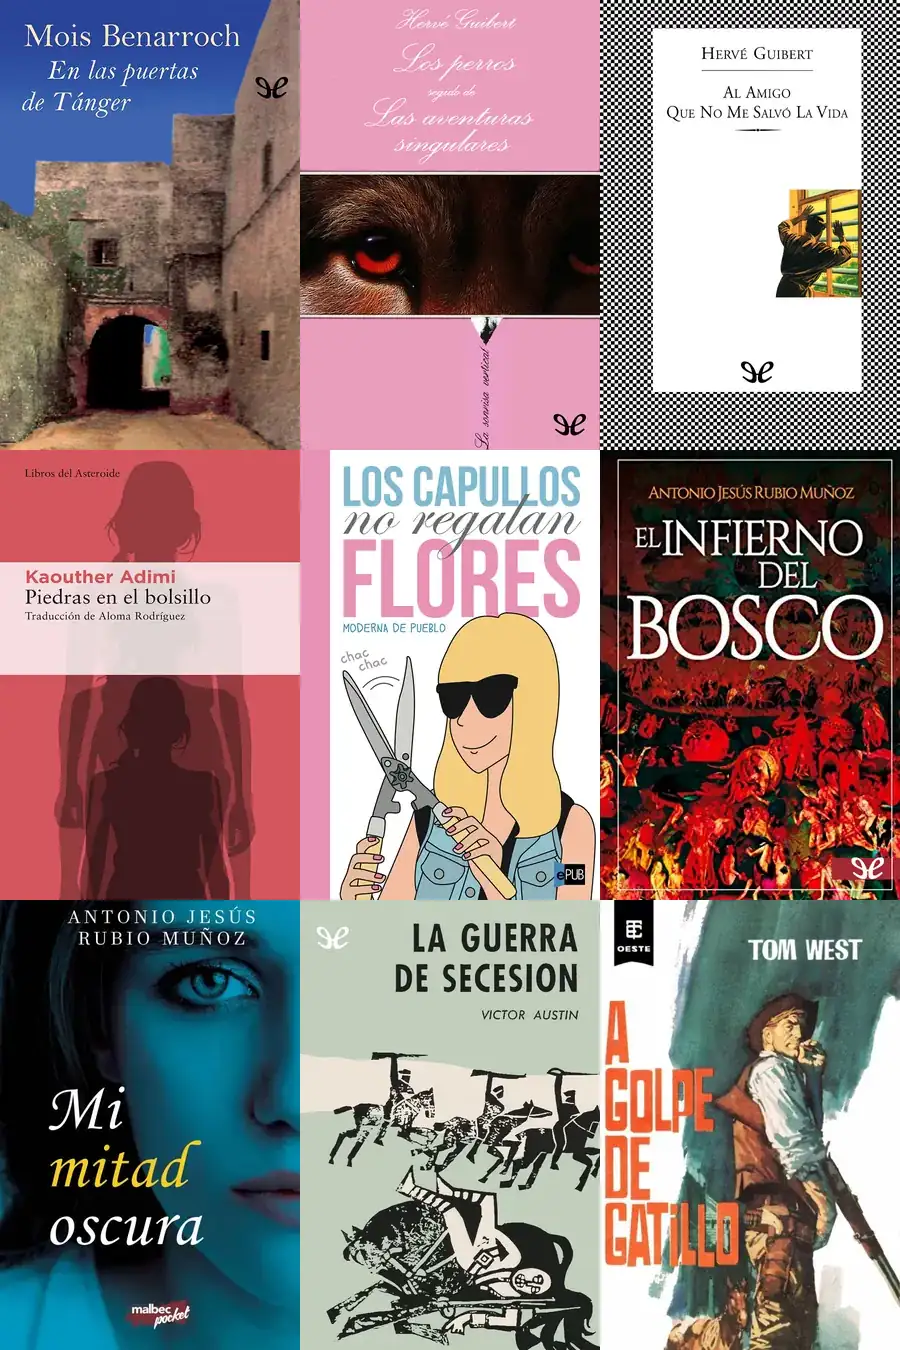 Mois Benarroch
En las puertas
de Tánger
Hervé Guibert
Los perros
seguido de
Las aventuras
singulares
La sonrisa vertical
HERVÉ GUIBERT
AL AMIGO
QUE NO ME SALVÓ LA VIDA
Libros del Asteroide
Kaouther Adimi
Piedras en el bolsillo
Traducción de Aloma Rodríguez
LOS CAPULLOS
no regalan
FLORES
MODERNA DE PUEBLO
chac
chac
ePUB
ANTONIO JESÚS RUBIO MUÑOZ
EL INFIERNO
DEL
BOSCO
ANTONIO JESÚS
RUBIO MUÑOZ
Mi
mitad
oscura
malbec
pocket
LA GUERRA
DE SECESION
VICTOR AUSTIN
OESTE
TOM WEST
A
GOLPE
DE
GATILLO